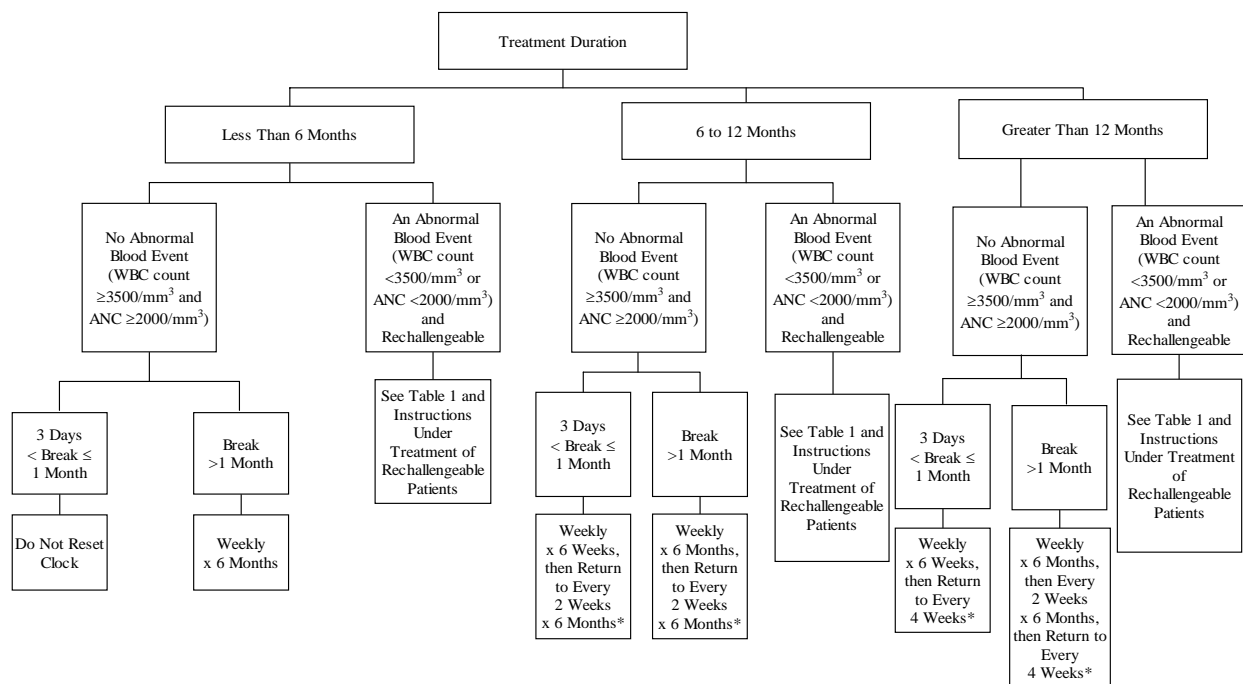 Treatment Duration
Less Than 6 Months
6 to 12 Months
Greater Than 12 Months
No Abnormal
Blood Event
(WBC count
≥3500/mm³ and
ANC ≥2000/mm³)
An Abnormal
Blood Event
(WBC count
<3500/mm³ or
ANC <2000/mm³)
and
Rechallengeable
No Abnormal
Blood Event
(WBC count
≥3500/mm³ and
ANC ≥2000/mm³)
An Abnormal
Blood Event
(WBC count
<3500/mm³ or
ANC <2000/mm³)
and
Rechallengeable
No Abnormal
Blood Event
(WBC count
≥3500/mm³ and
ANC ≥2000/mm³)
An Abnormal
Blood Event
(WBC count
<3500/mm³ or
ANC <2000/mm³)
and
Rechallengeable
3 Days
< Break ≤
1 Month
Break
>1 Month
See Table 1 and
Instructions
Under
Treatment of
Rechallengeable
Patients
3 Days
< Break ≤
1 Month
Break
>1 Month
See Table 1 and
Instructions
Under
Treatment of
Rechallengeable
Patients
3 Days
< Break ≤
1 Month
Break
>1 Month
See Table 1 and
Instructions
Under Treatment
of
Rechallengeable
Patients
Do Not Reset
Clock
Weekly
x 6 Months
Weekly
x 6 Weeks,
then Return
to Every
2 Weeks
x 6 Months*
Weekly
x 6 Months,
then Return
to Every
2 Weeks
x 6 Months*
Weekly
x 6 Weeks,
then Return
to Every
4 Weeks*
Weekly
x 6 Months,
then Every
2 Weeks
x 6 Months,
then Return to
Every
4 Weeks*